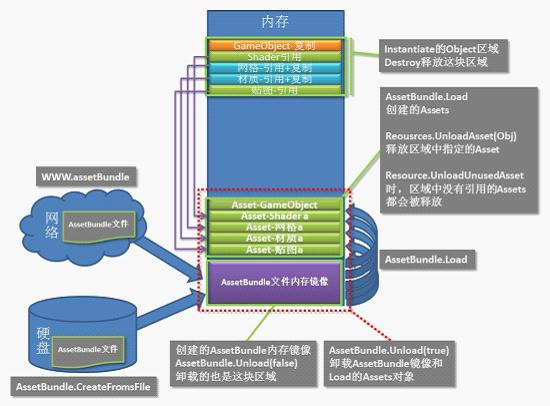 内存
GameObject-复制
Shader引用
网格-引用+复制
材质-引用+复制
贴图-引用
Instantiate的Object区域
Destroy释放这块区域
AssetBundle.Load
创建的Assets
Reousrces.UnloadAsset(Obj)
释放区域中指定的Asset
Resource.UnloadUnusedAsset
时，区域中没有引用的Assets
都会被释放
WWW.assetBundle
网络
AssetBundle文件
Asset-GameObject
Asset-Shader a
Asset-网格a
Asset-材质a
Asset-贴图a
AssetBundle.Load
AssetBundle文件内存镜像
硬盘
AssetBundle文件
AssetBundle.CreateFromsFile
创建的AssetBundle内存镜像
AssetBundle.Unload(false)
卸载的也是这块区域
AssetBundle.Unload(true)
卸载AssetBundle镜像和
Load的Assets对象